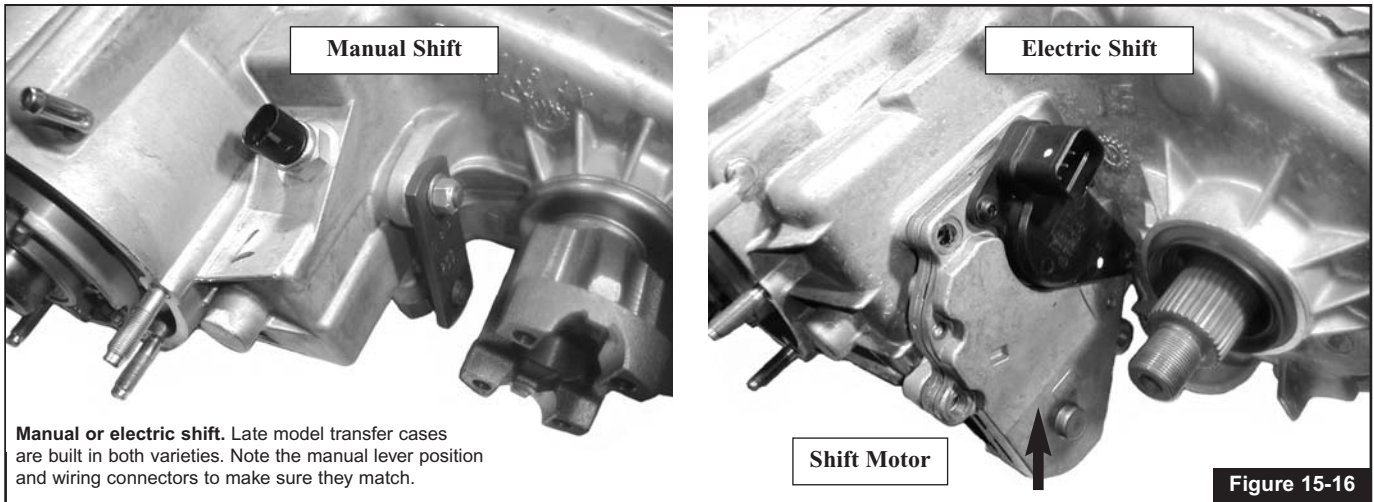 Manual Shift
Electric Shift
Manual or electric shift. Late model transfer cases
are built in both varieties. Note the manual lever position
and wiring connectors to make sure they match.
Shift Motor
Figure 15-16